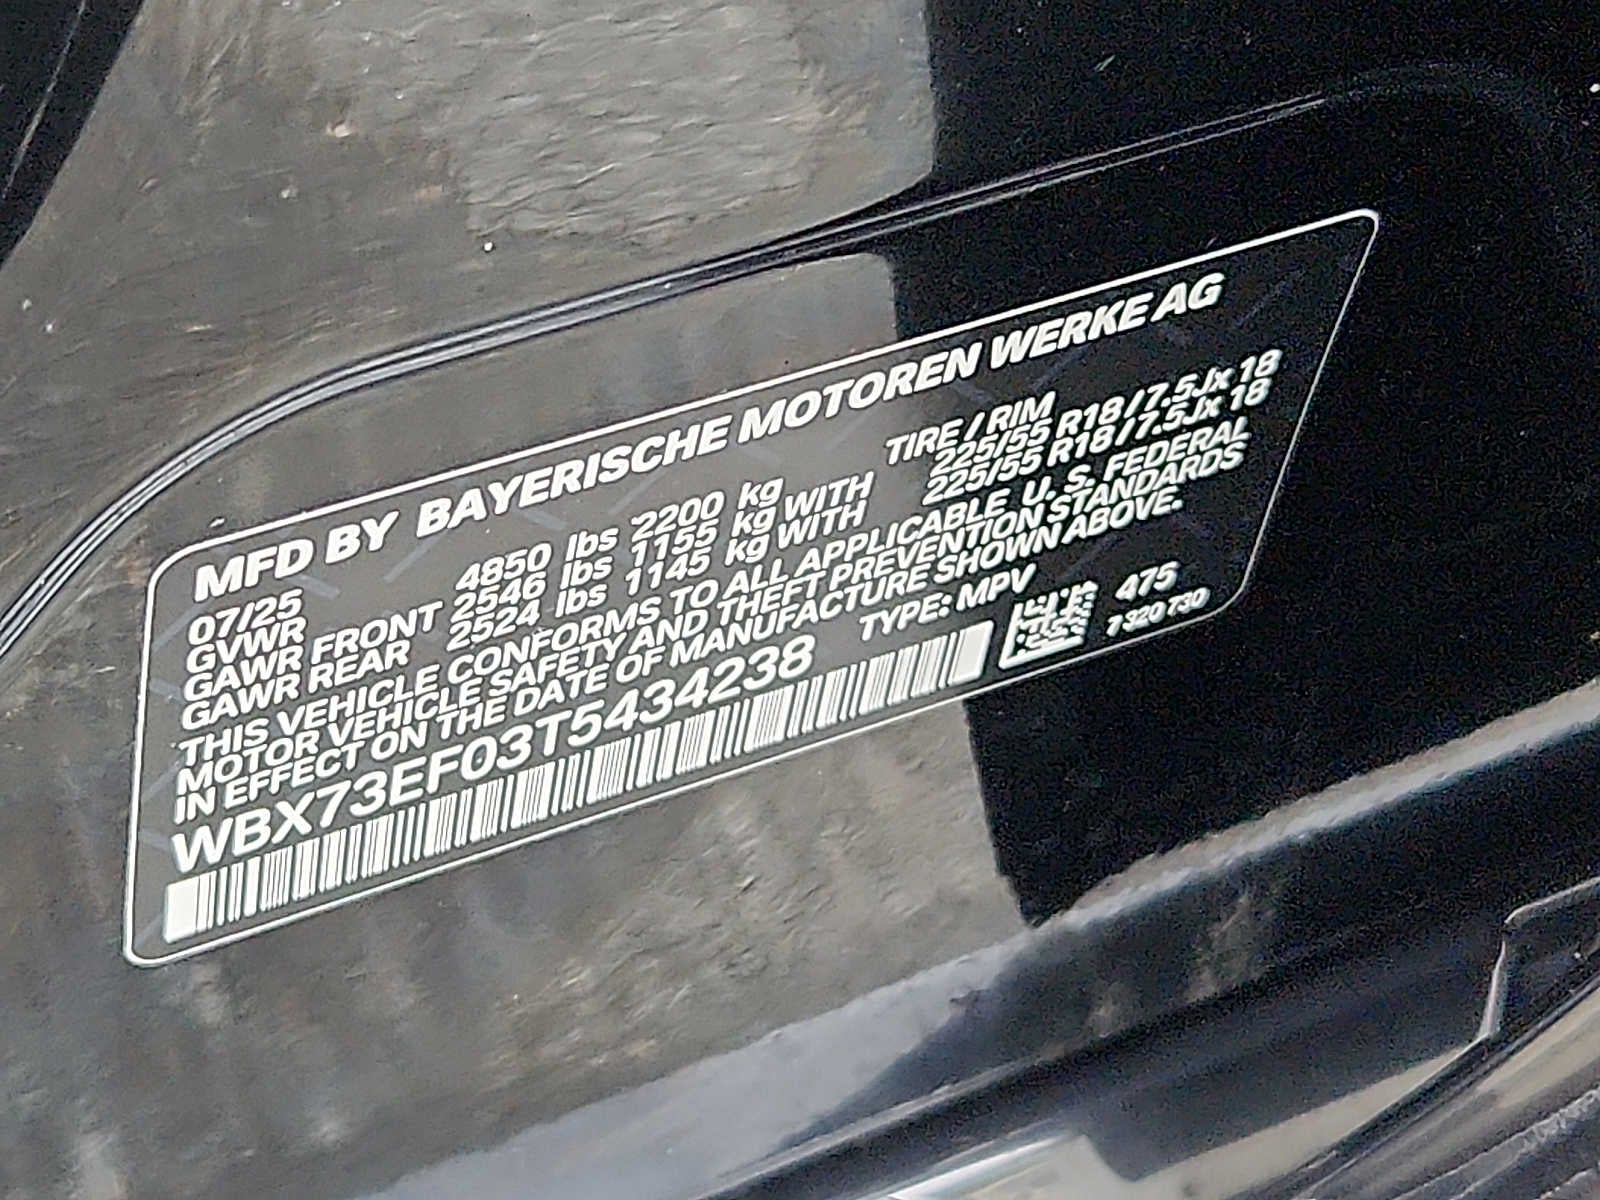 MFD BY BAYERISCHE MOTOREN WERKE AG
07/25
GVWR 4850 lbs 2200 kg TIRE / RIM
GAWR FRONT 2546 lbs 1155 kg WITH 225/55 R18 / 7.5Jx 18
GAWR REAR 2524 lbs 1145 kg WITH 225/55 R18 / 7.5Jx 18
THIS VEHICLE CONFORMS TO ALL APPLICABLE U. S. FEDERAL
MOTOR VEHICLE SAFETY AND THEFT PREVENTION STANDARDS
IN EFFECT ON THE DATE OF MANUFACTURE SHOWN ABOVE.
WBX73EF03T5434238 TYPE: MPV
475
7 320 730